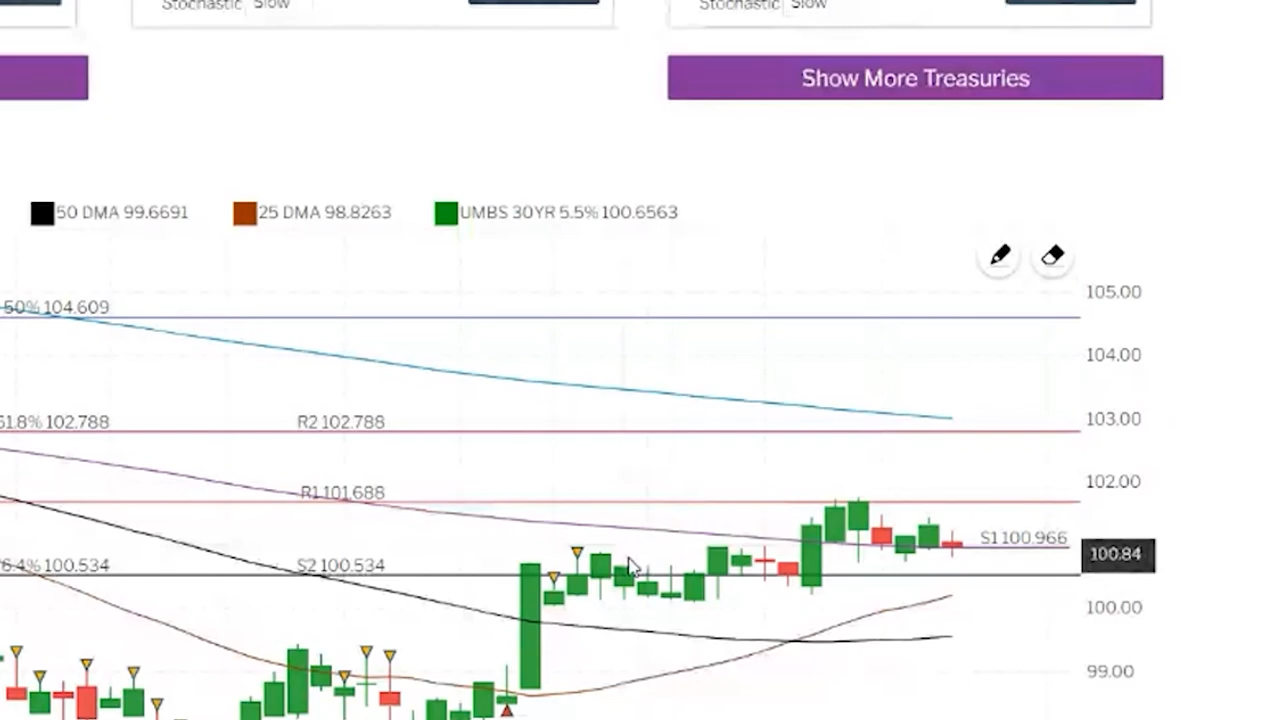 Stochastic Slow
Stochastic Slow
Show More Treasuries
50 DMA 99.6691
25 DMA 98.8263
UMBS 30YR 5.5% 100.6563
105.00
50% 104.609
104.00
103.00
61.8% 102.788
R2 102.788
102.00
R1 101.688
S1 100.966
100.84
6.4% 100.534
S2 100.534
100.00
99.00